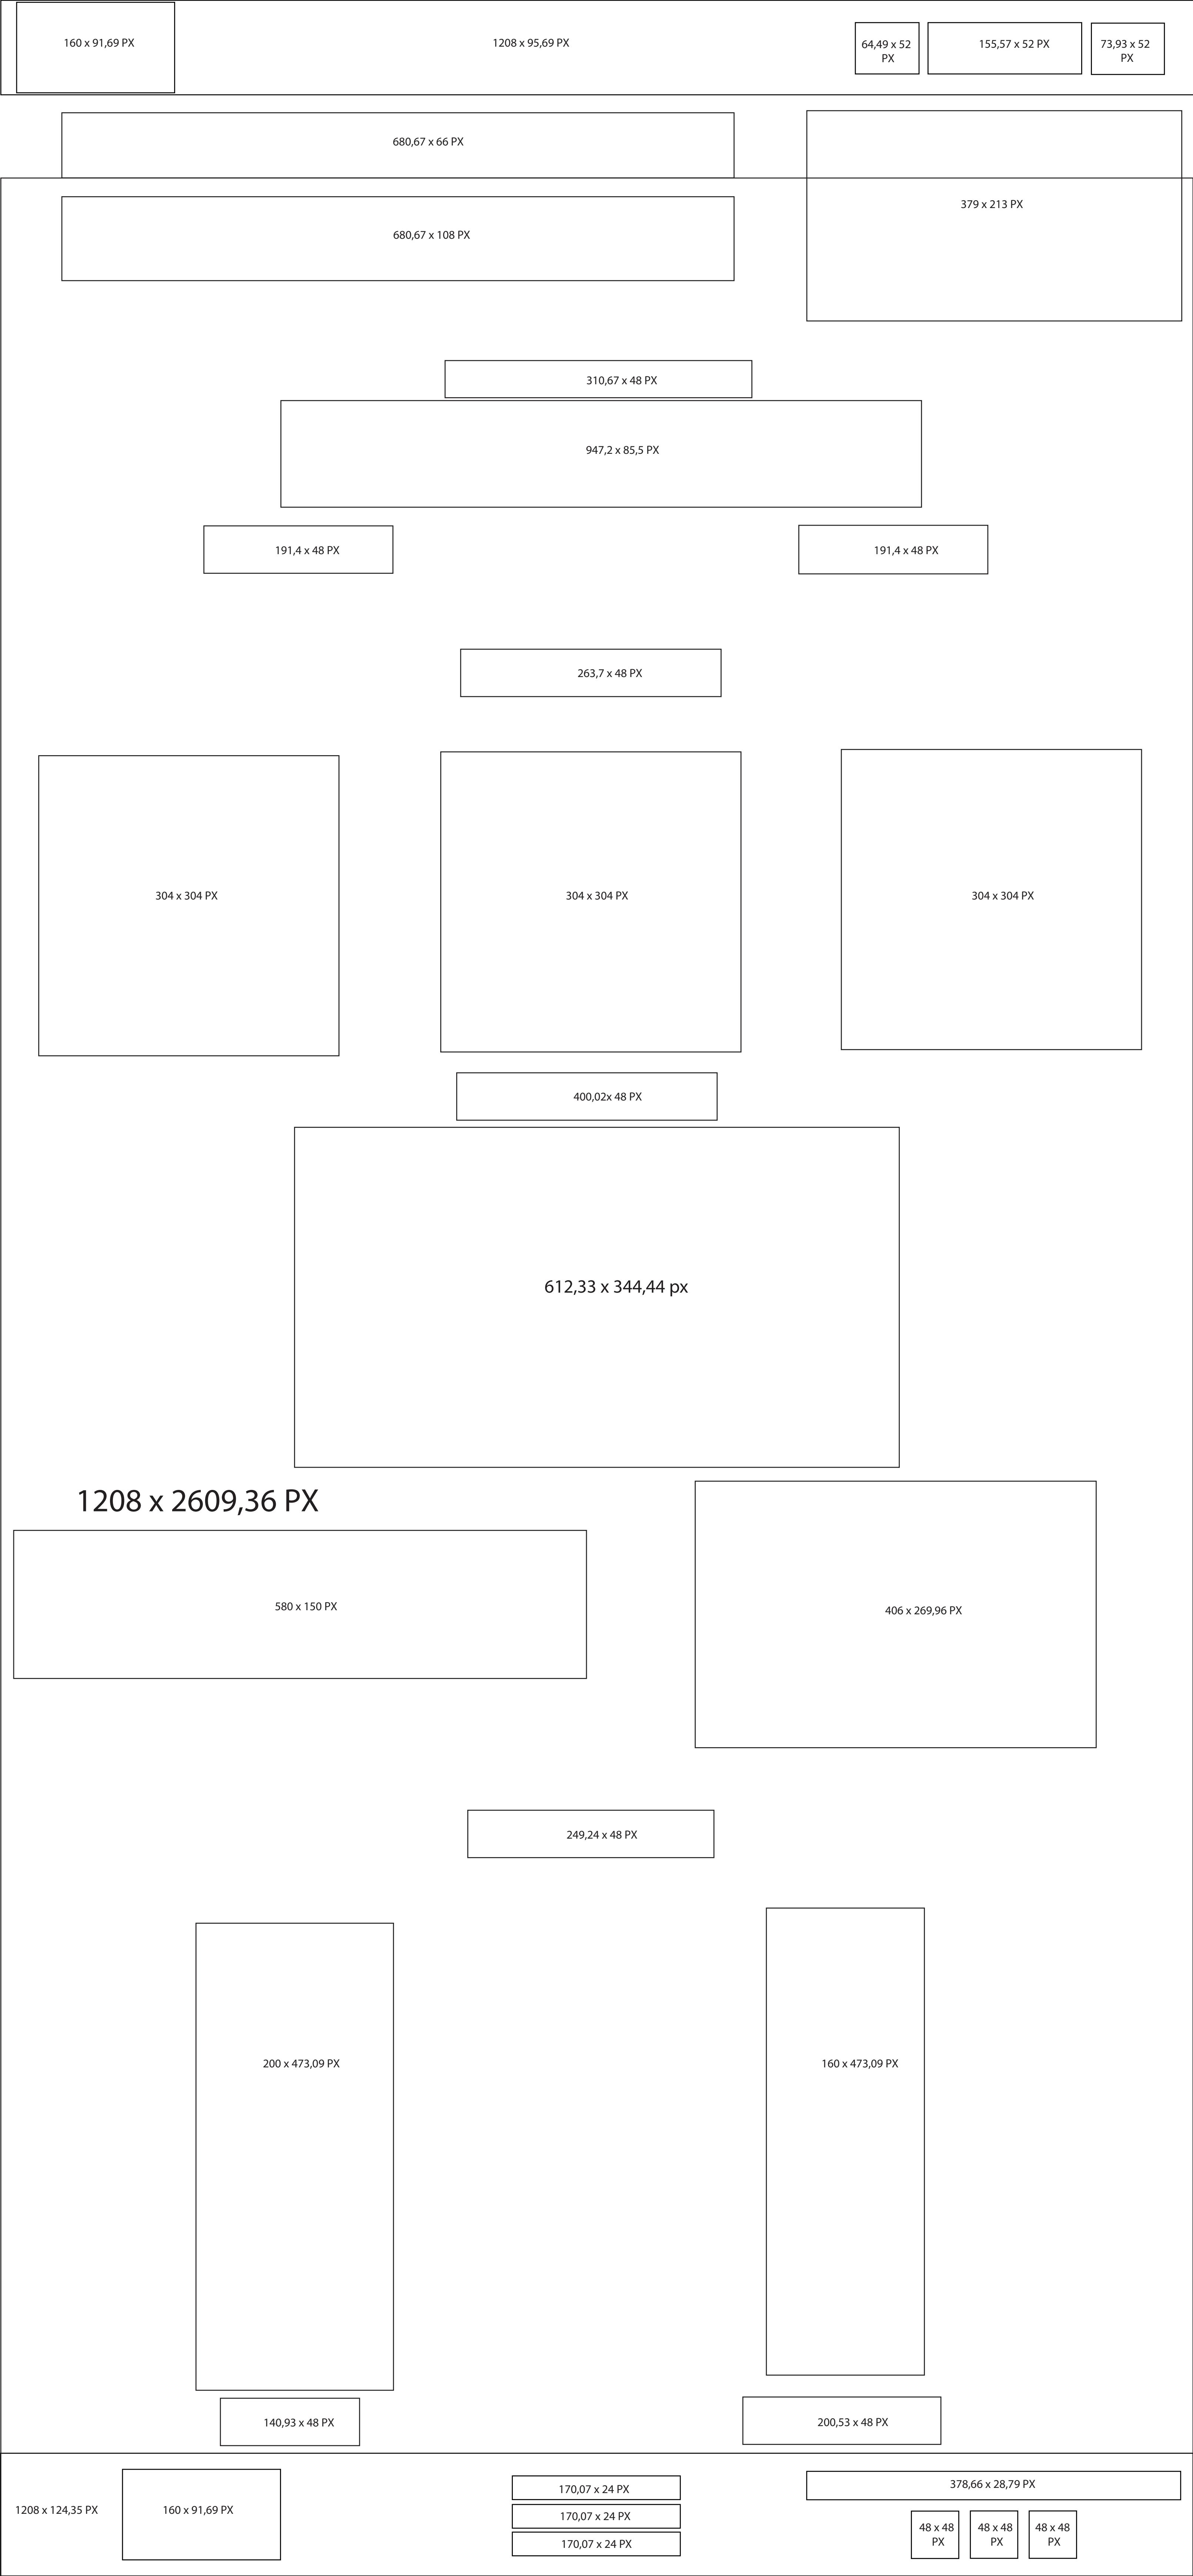 160 x 91,69 PX
1208 x 95,69 PX
64,49 x 52
PX
155,57 x 52 PX
73,93 x 52
PX
680,67 x 66 PX
379 x 213 PX
680,67 x 108 PX
310,67 x 48 PX
947,2 x 85,5 PX
191,4 x 48 PX
191,4 x 48 PX
263,7 x 48 PX
304 x 304 PX
304 x 304 PX
304 x 304 PX
400,02x 48 PX
612,33 x 344,44 px
1208 x 2609,36 PX
580 x 150 PX
406 x 269,96 PX
249,24 x 48 PX
200 x 473,09 PX
160 x 473,09 PX
140,93 x 48 PX
200,53 x 48 PX
1208 x 124,35 PX
160 x 91,69 PX
170,07 x 24 PX
170,07 x 24 PX
170,07 x 24 PX
378,66 x 28,79 PX
48 x 48
PX
48 x 48
PX
48 x 48
PX